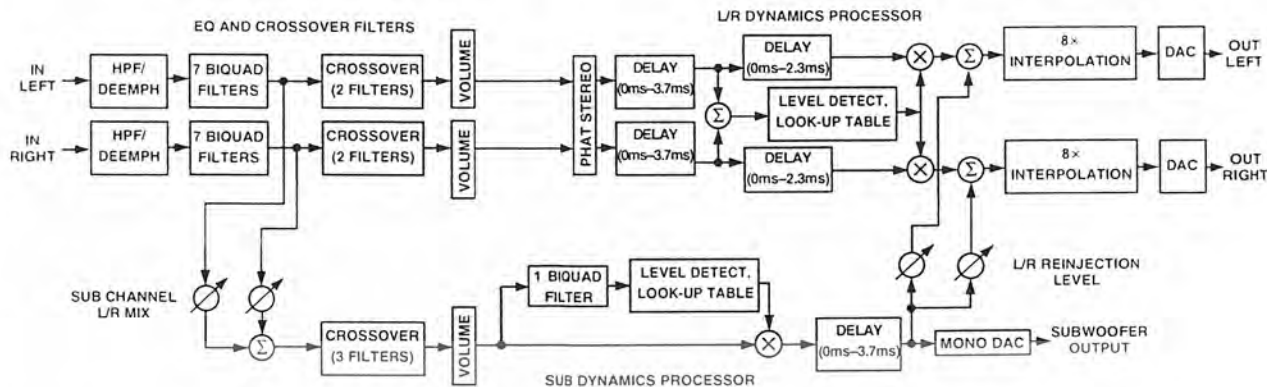 EQ AND CROSSOVER FILTERS
L/R DYNAMICS PROCESSOR
IN
LEFT
HPF/
DEEMPH
7 BIQUAD
FILTERS
CROSSOVER
(2 FILTERS)
VOLUME
PHAT STEREO
DELAY
(0ms–3.7ms)
DELAY
(0ms–2.3ms)
Σ
LEVEL DETECT,
LOOK-UP TABLE
×
Σ
8×
INTERPOLATION
DAC
OUT
LEFT
IN
RIGHT
HPF/
DEEMPH
7 BIQUAD
FILTERS
CROSSOVER
(2 FILTERS)
VOLUME
DELAY
(0ms–3.7ms)
DELAY
(0ms–2.3ms)
×
Σ
8×
INTERPOLATION
DAC
OUT
RIGHT
SUB CHANNEL
L/R MIX
Σ
CROSSOVER
(3 FILTERS)
VOLUME
1 BIQUAD
FILTER
LEVEL DETECT,
LOOK-UP TABLE
×
DELAY
(0ms–3.7ms)
L/R REINJECTION
LEVEL
MONO DAC
SUBWOOFER
OUTPUT
SUB DYNAMICS PROCESSOR